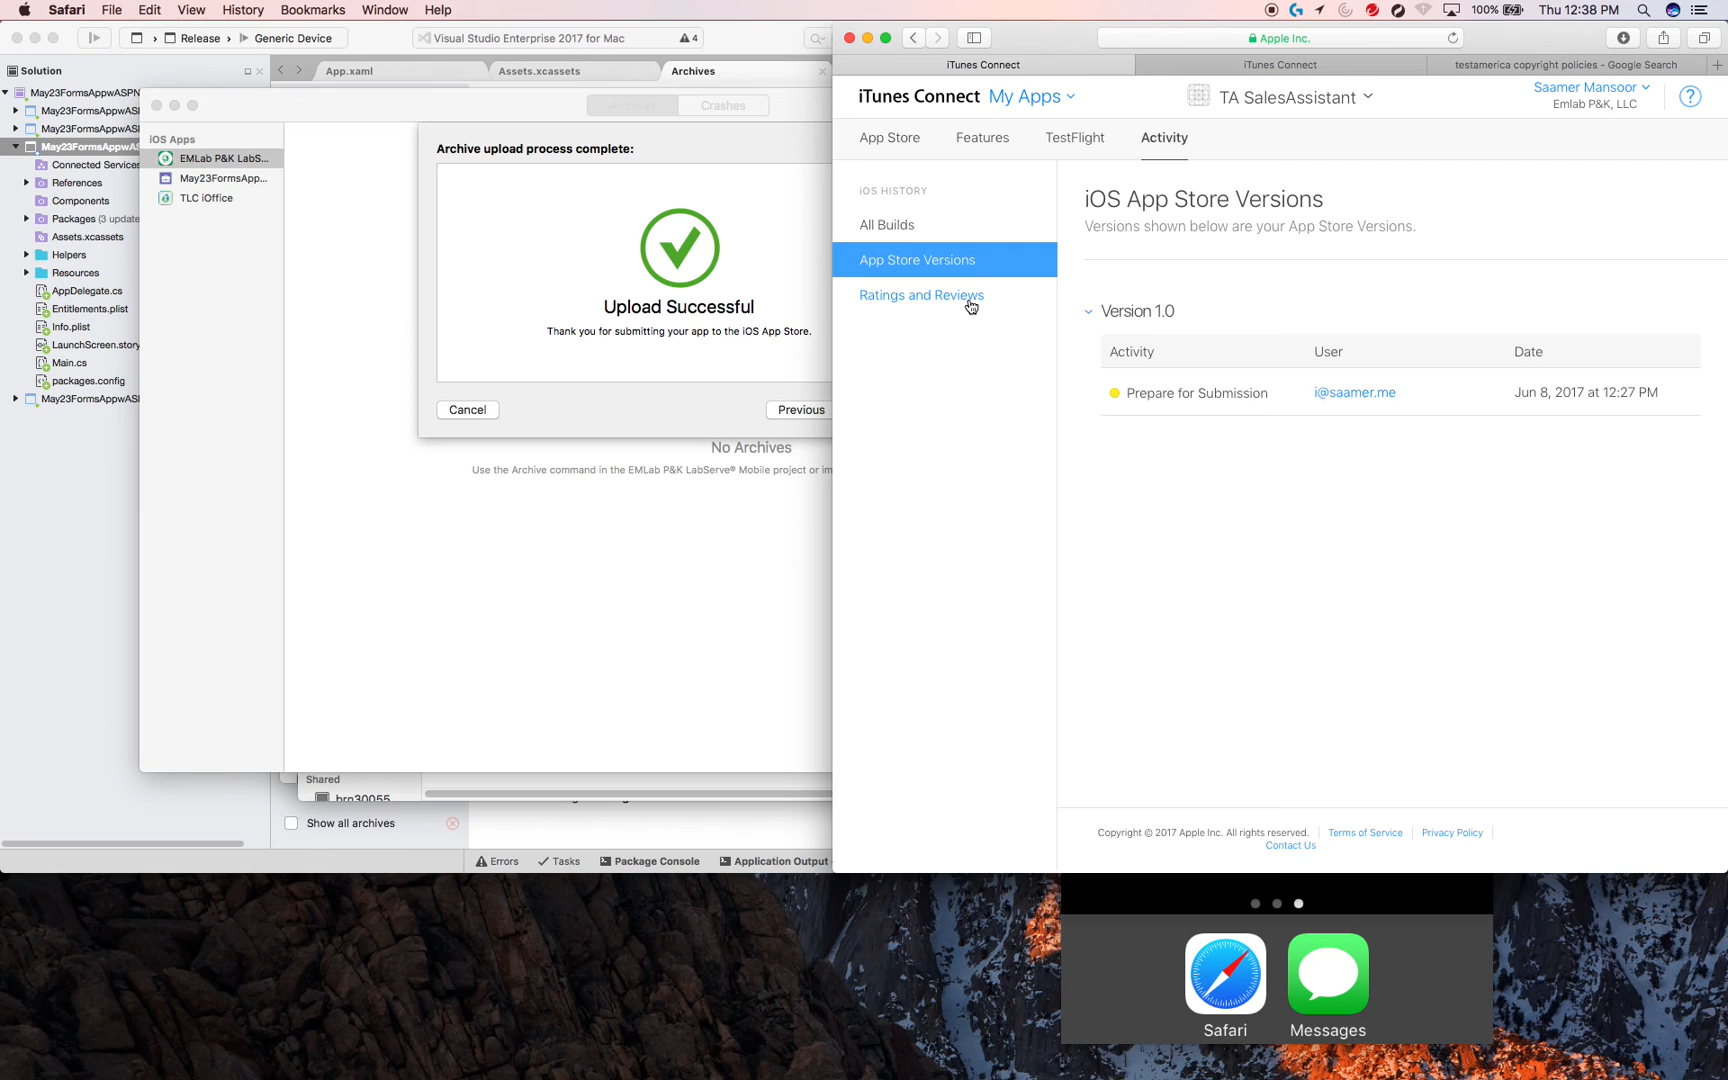 Safari File Edit View History Bookmarks Window Help
100% Thu 12:38 PM
Release › Generic Device
Visual Studio Enterprise 2017 for Mac
4
Solution
App.xaml
Assets.xcassets
Archives
May23FormsAppwASPN
May23FormsAppwASI
May23FormsAppwASI
May23FormsAppwAS
Connected Services
References
Components
Packages (3 update
Assets.xcassets
Helpers
Resources
AppDelegate.cs
Entitlements.plist
Info.plist
LaunchScreen.story
Main.cs
packages.config
May23FormsAppwASI
Archives
Crashes
iOS Apps
EMLab P&K LabS...
May23FormsApp...
TLC iOffice
Archive upload process complete:
Upload Successful
Thank you for submitting your app to the iOS App Store.
Cancel
Previous
No Archives
Use the Archive command in the EMLab P&K LabServe® Mobile project or im
Shared
brn30055
Show all archives
Errors
Tasks
Package Console
Application Output
Apple Inc.
iTunes Connect
iTunes Connect
testamerica copyright policies - Google Search
iTunes Connect My Apps
TA SalesAssistant
Saamer Mansoor
Emlab P&K, LLC
?
App Store
Features
TestFlight
Activity
iOS HISTORY
All Builds
App Store Versions
Ratings and Reviews
iOS App Store Versions
Versions shown below are your App Store Versions.
Version 1.0
Activity User Date
Prepare for Submission i@saamer.me Jun 8, 2017 at 12:27 PM
Copyright © 2017 Apple Inc. All rights reserved. Terms of Service Privacy Policy
Contact Us
Safari
Messages